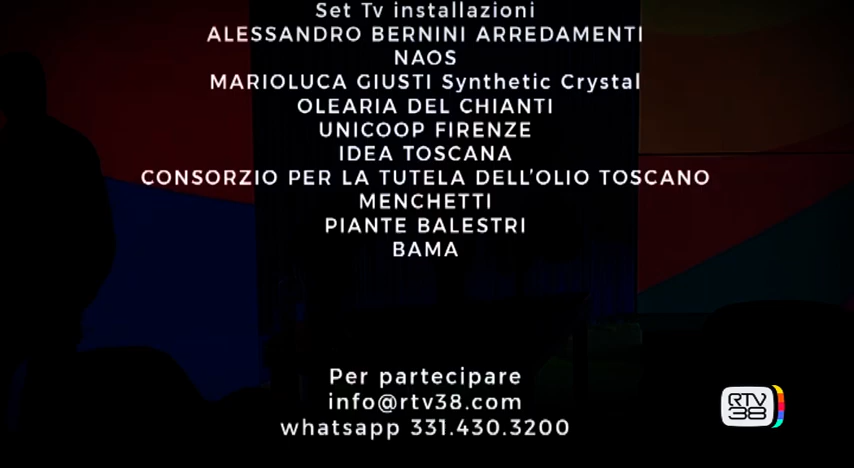 Set Tv installazioni
ALESSANDRO BERNINI ARREDAMENTI
NAOS
MARIOLUCA GIUSTI Synthetic Crystal
OLEARIA DEL CHIANTI
UNICOOP FIRENZE
IDEA TOSCANA
CONSORZIO PER LA TUTELA DELL'OLIO TOSCANO
MENCHETTI
PIANTE BALESTRI
BAMA
Per partecipare
info@rtv38.com
whatsapp 331.430.3200
RTV
38